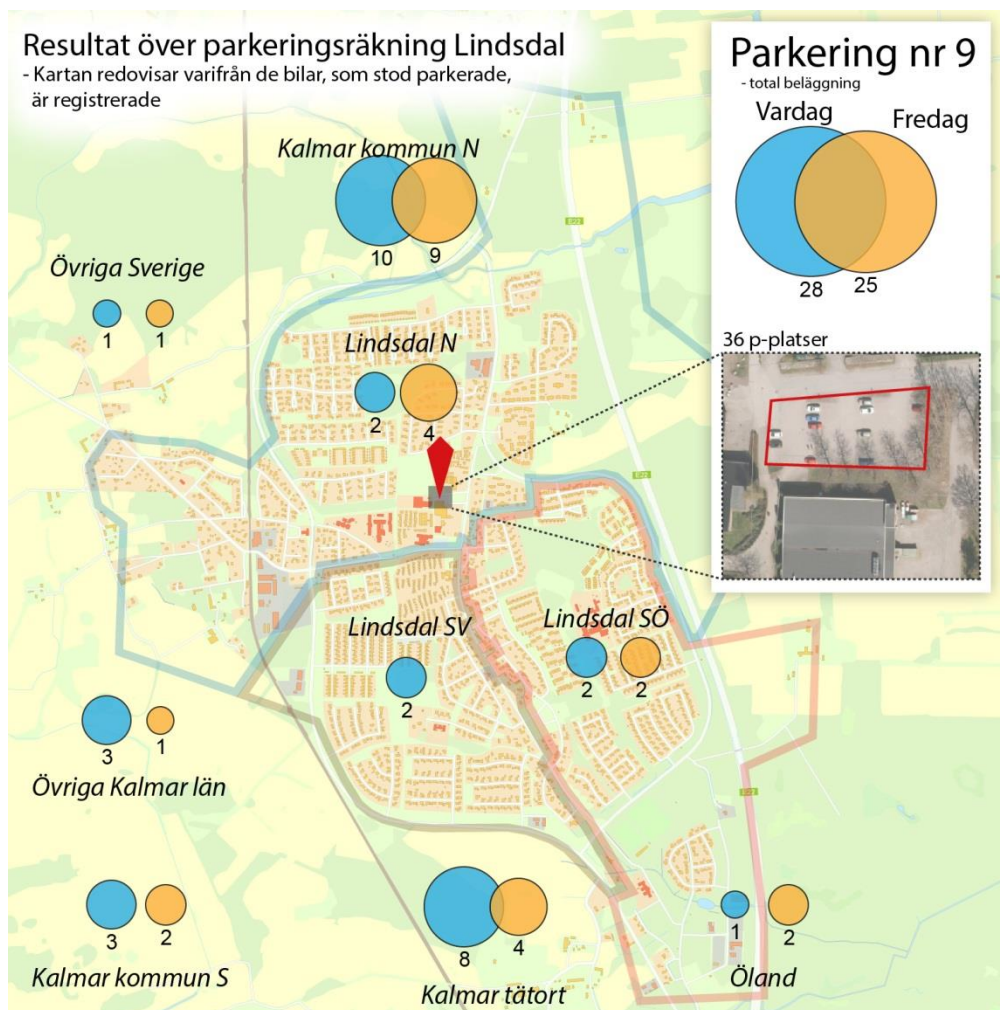 Resultat över parkeringsräkning Lindsdal
- Kartan redovisar varifrån de bilar, som stod parkerade,
är registrerade
Parkering nr 9
- total beläggning
Vardag
Fredag
28
25
36 p-platser
Kalmar kommun N
10
9
Övriga Sverige
1
1
Lindsdal N
2
4
Lindsdal SV
2
Lindsdal SÖ
2
2
3
1
Övriga Kalmar län
3
2
Kalmar kommun S
8
4
Kalmar tätort
1
2
Öland
E22
E22
E22